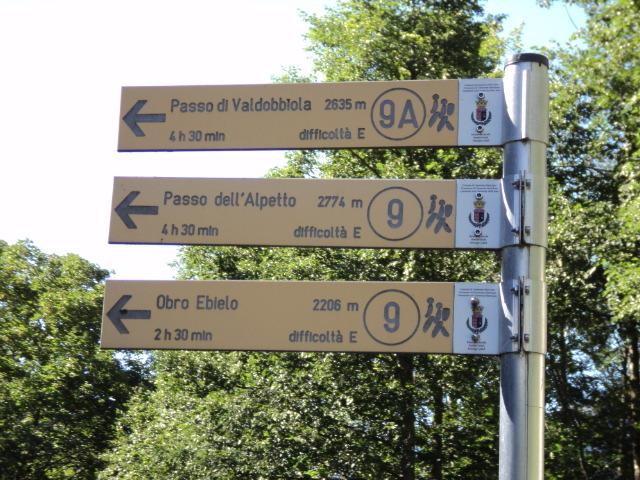 Passo di Valdobbiola 2635 m 9A
4 h 30 min difficoltà E
Passo dell'Alpetto 2774 m 9
4 h 30 min difficoltà E
Obro Ebielo 2206 m 9
2 h 30 min difficoltà E